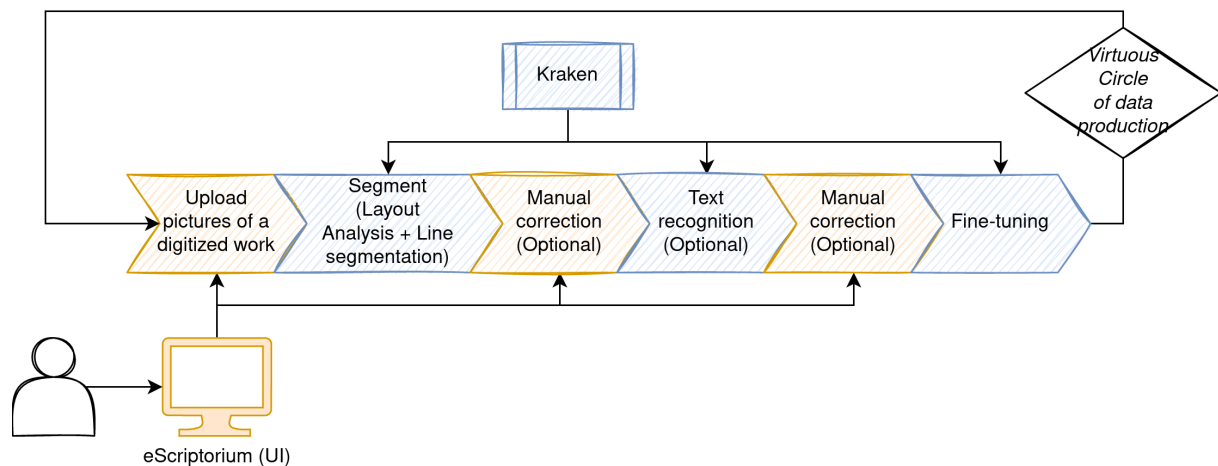 Kraken
Virtuous
Circle
of data
production
Upload
pictures of a
digitized work
Segment
(Layout
Analysis + Line
segmentation)
Manual
correction
(Optional)
Text
recognition
(Optional)
Manual
correction
(Optional)
Fine-tuning
eScriptorium (UI)